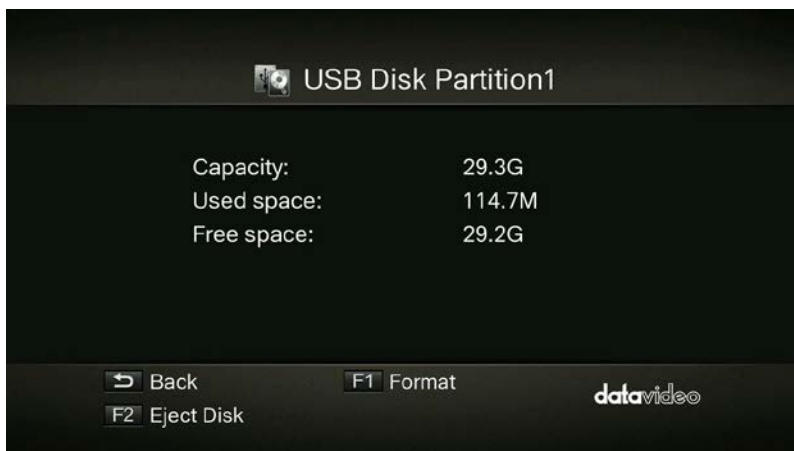 USB Disk Partition1
Capacity: 29.3G
Used space: 114.7M
Free space: 29.2G
Back F1 Format
F2 Eject Disk
datavideo